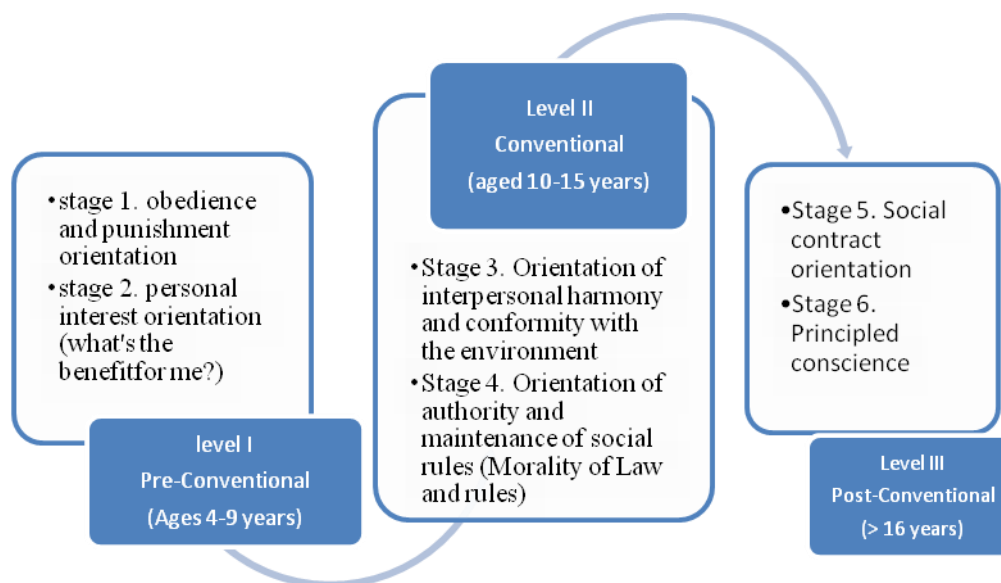 •stage 1. obedience
and punishment
orientation
•stage 2. personal
interest orientation
(what's the
benefitfor me?)
level I
Pre-Conventional
(Ages 4-9 years)
Level II
Conventional
(aged 10-15 years)
•Stage 3. Orientation of
interpersonal harmony
and conformity with
the environment
•Stage 4. Orientation of
authority and
maintenance of social
rules (Morality of Law
and rules)
•Stage 5. Social
contract
orientation
•Stage 6.
Principled
conscience
Level III
Post-Conventional
(> 16 years)